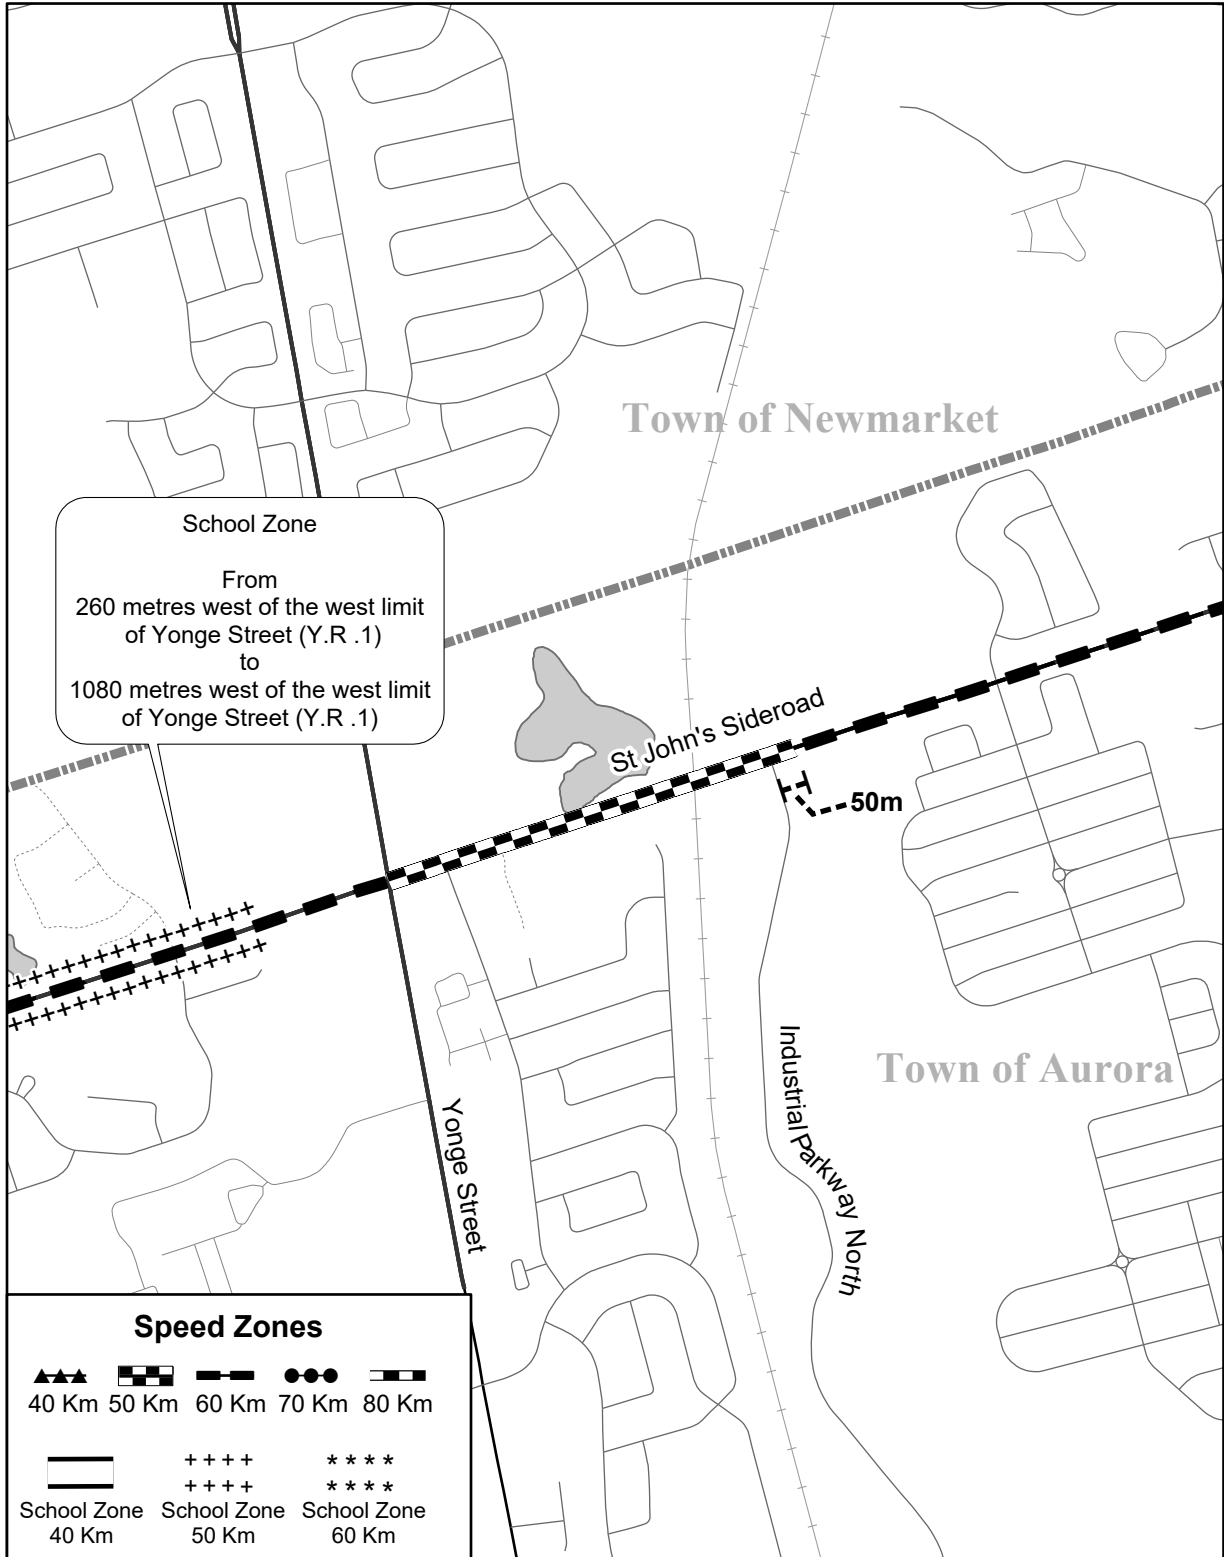 Town of Newmarket
School Zone
From
260 metres west of the west limit
of Yonge Street (Y.R .1)
to
1080 metres west of the west limit
of Yonge Street (Y.R .1)
St John's Sideroad
50m
Industrial Parkway North
Town of Aurora
Yonge Street
Speed Zones
40 Km 50 Km 60 Km 70 Km 80 Km
School Zone School Zone School Zone
40 Km 50 Km 60 Km